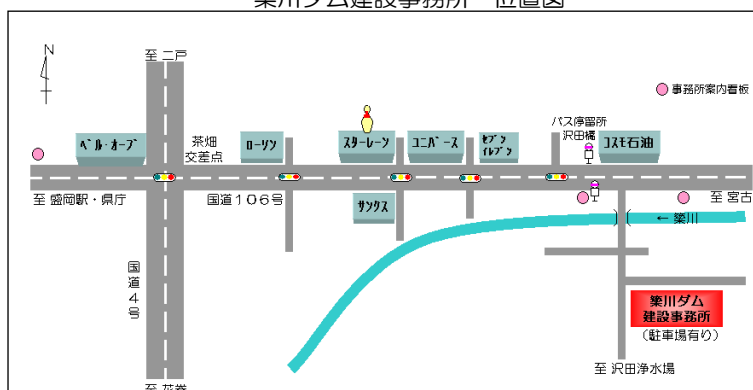 簗川ダム建設事務所 位置図
N
至 二戸
事務所案内看板
バス停留所
沢田橋
ベル・オーブ
茶畑
交差点
ローソン
スターレーン
ユニバース
セブン
イレブン
コスモ石油
至 盛岡駅・県庁
国道106号
サンクス
至 宮古
← 簗川
国道4号
簗川ダム
建設事務所
(駐車場有り)
至 沢田浄水場
至 花巻